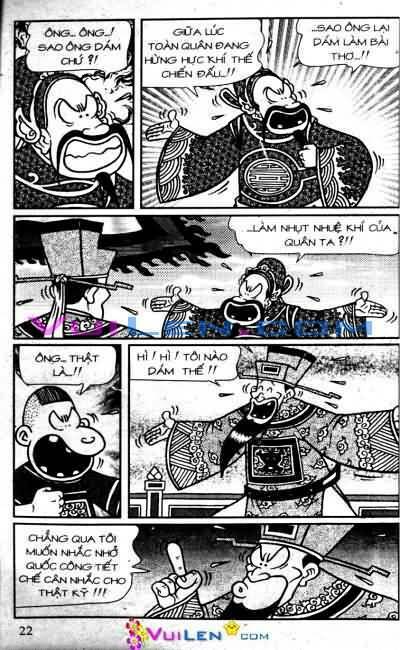 ÔNG.. ÔNG..!
SAO ÔNG DÁM
CHỨ ?!
GIỮA LÚC
TOÀN QUÂN ĐANG
HỪNG HỰC KHÍ THẾ
CHIẾN ĐẤU..!!
..SAO ÔNG LẠI
DÁM LÀM BÀI
THƠ..!!
..LÀM NHỤT NHUỆ KHÍ CỦA
QUÂN TA ?!!
VUILEN.COM
ÔNG.. THẬT
LÀ..!!
HÌ ! HÌ ! TÔI NÀO
DÁM THẾ !!
CHẲNG QUA TÔI
MUỐN NHẮC NHỞ
QUỐC CÔNG TIẾT
CHẾ CÂN NHẮC CHO
THẬT KỸ !!!
22
VUILEN.COM